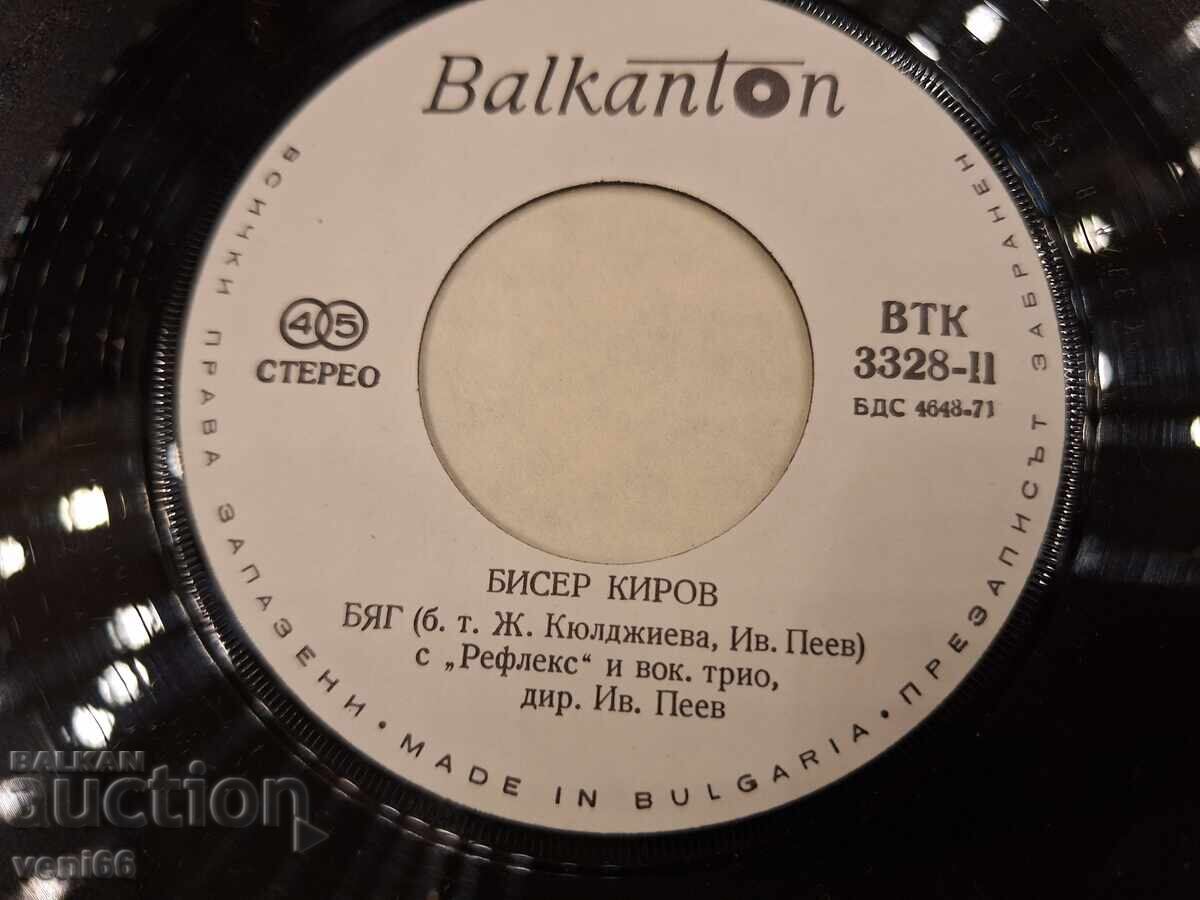 Balkanton
45
СТЕРЕО
ВТК
3328-II
БДС 4648-71
БИСЕР КИРОВ
БЯГ (б. т. Ж. Кюлджиева, Ив. Пеев)
с „Рефлекс“ и вок. трио,
дир. Ив. Пеев
ВСИЧКИ ПРАВА ЗАПАЗЕНИ • MADE IN BULGARIA • ПРЕЗАПИСЪТ ЗАБРАНЕН
BALKAN
auction
veni66